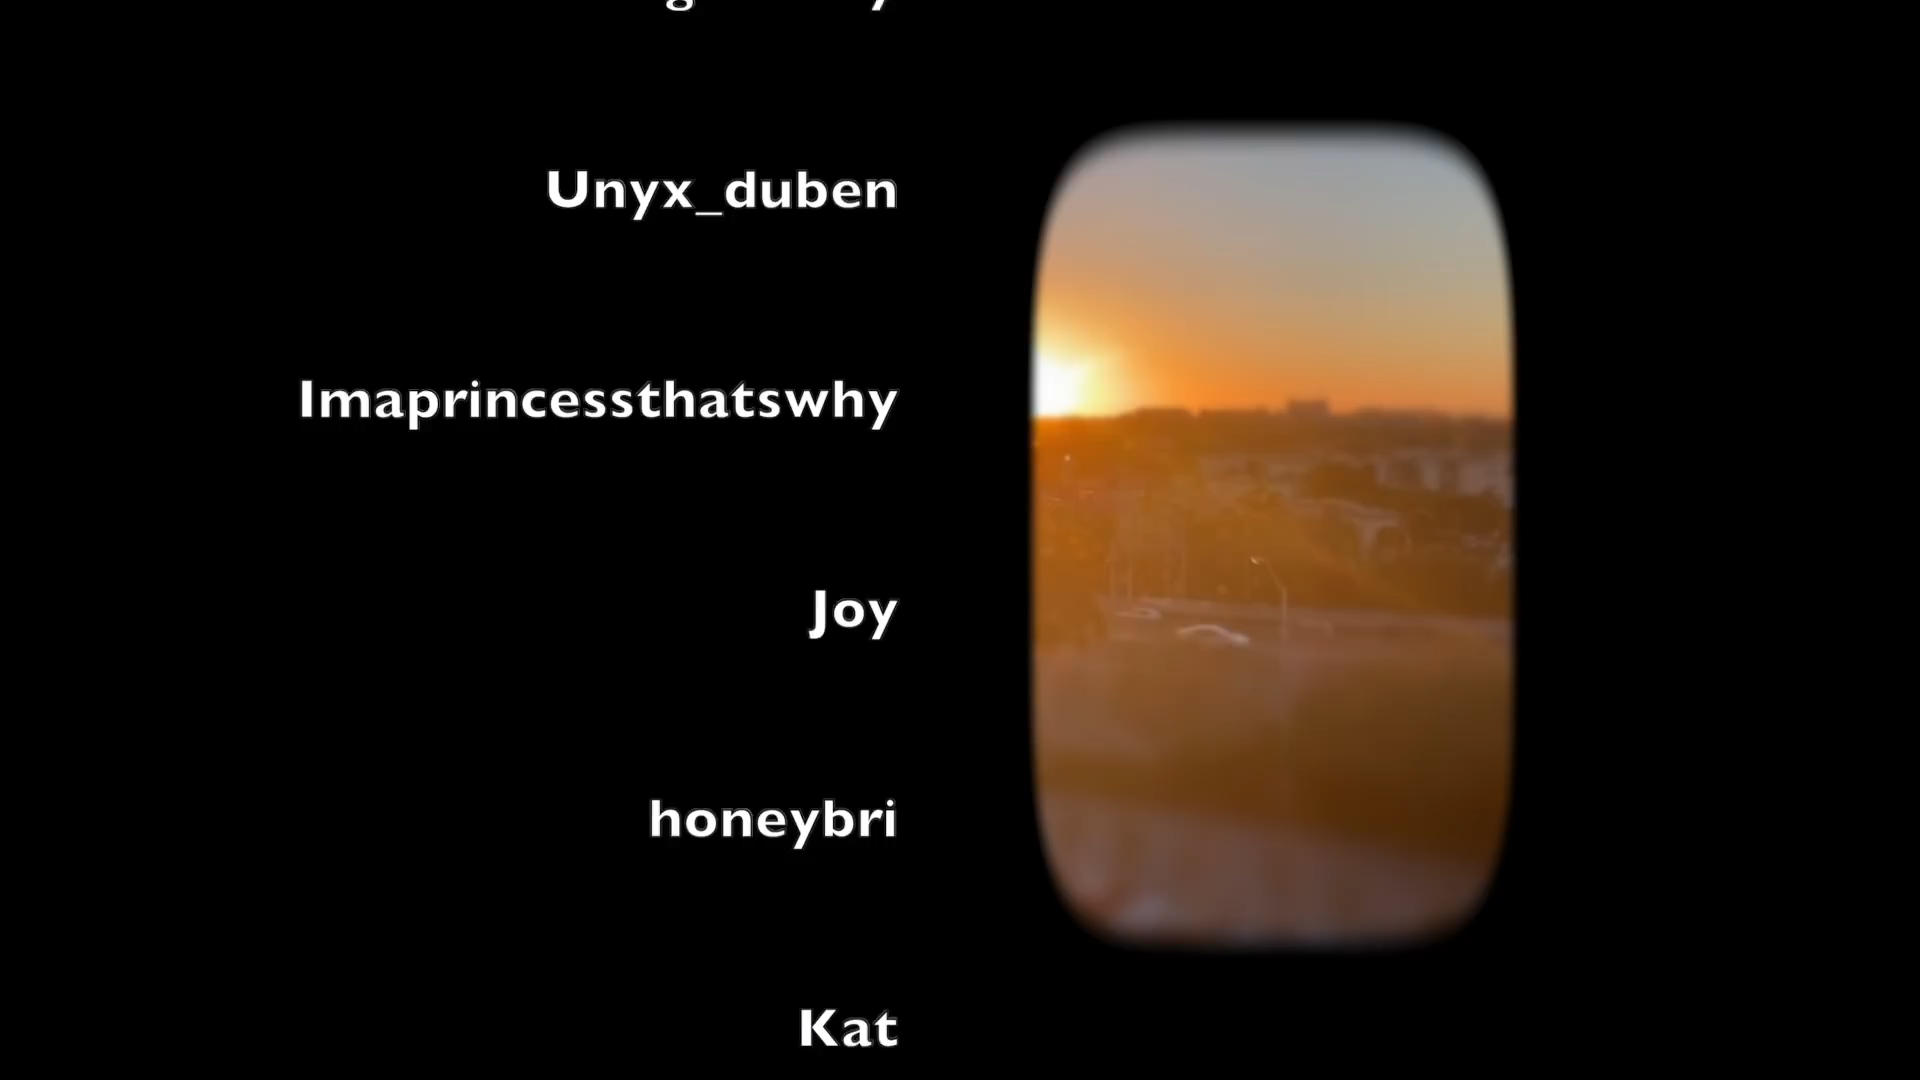 Unyx_duben
Imaprincessthatswhy
Joy
honeybri
Kat